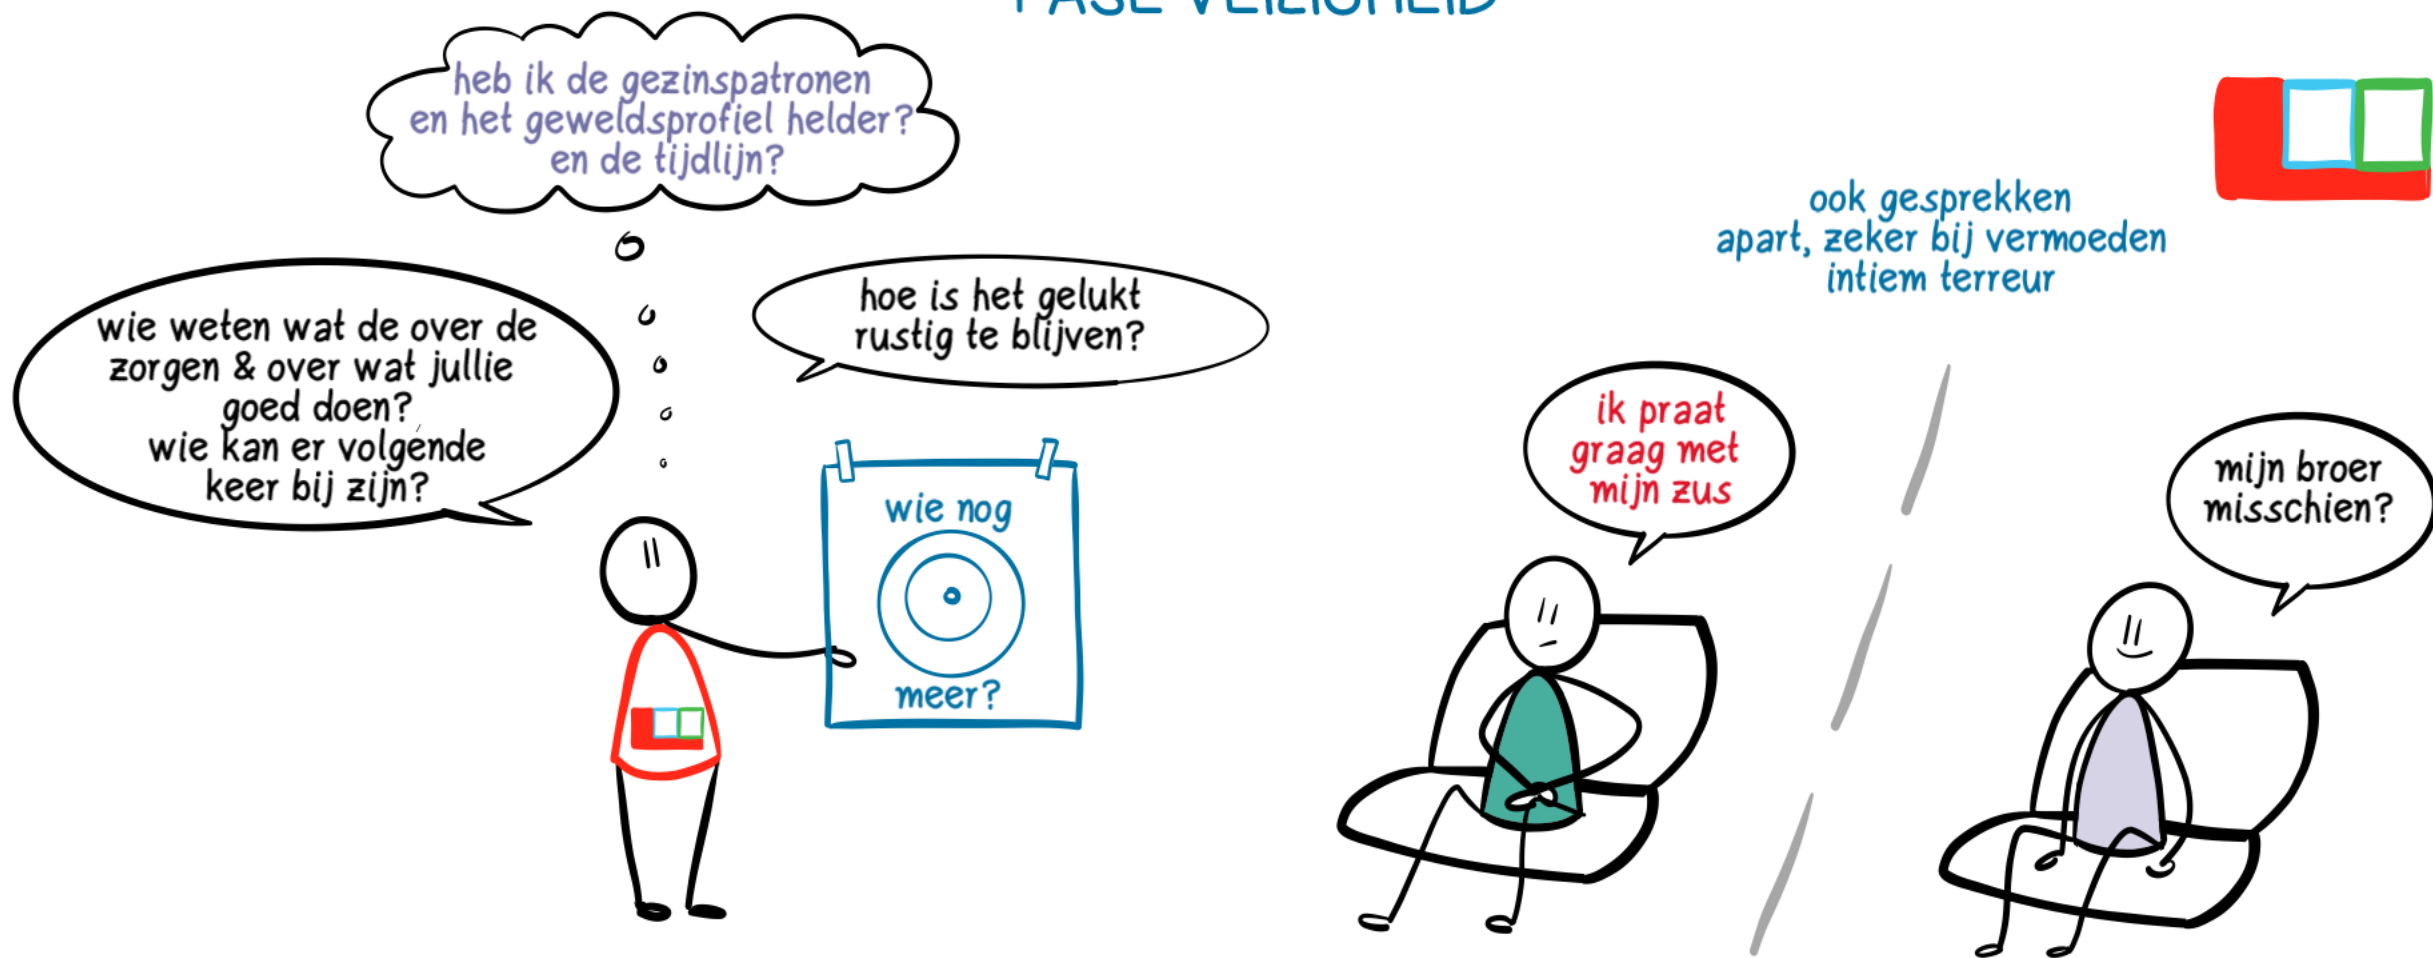 FASE VEILIGHEID
heb ik de gezinspatronen
en het geweldsprofiel helder?
en de tijdlijn?
wie weten wat de over de
zorgen & over wat jullie
goed doen?
wie kan er volgende
keer bij zijn?
hoe is het gelukt
rustig te blijven?
wie nog
meer?
ook gesprekken
apart, zeker bij vermoeden
intiem terreur
ik praat
graag met
mijn zus
mijn broer
misschien?